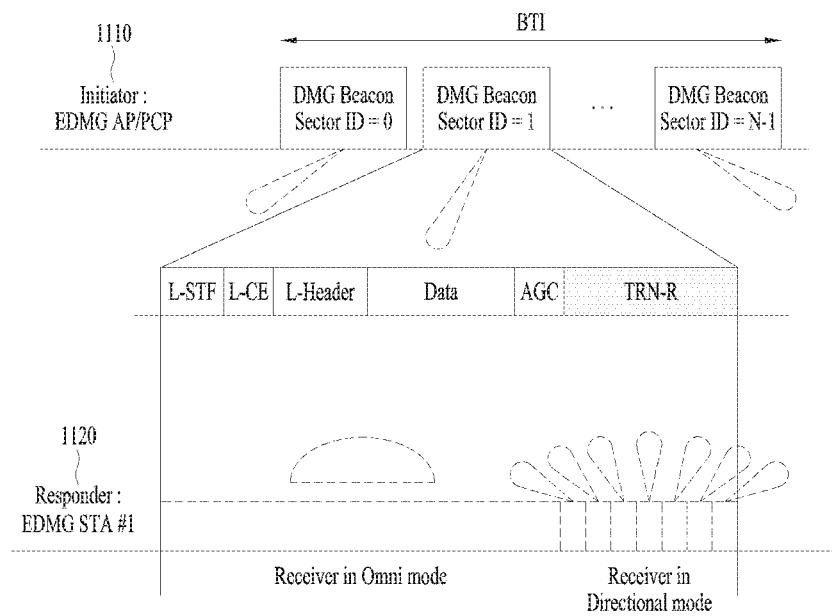 1110
BTI
Initiator :
EDMG AP/PCP
DMG Beacon
Sector ID = 0
DMG Beacon
Sector ID = 1
...
DMG Beacon
Sector ID = N-1
L-STF
L-CE
L-Header
Data
AGC
TRN-R
1120
Responder :
EDMG STA #1
Receiver in Omni mode
Receiver in
Directional mode